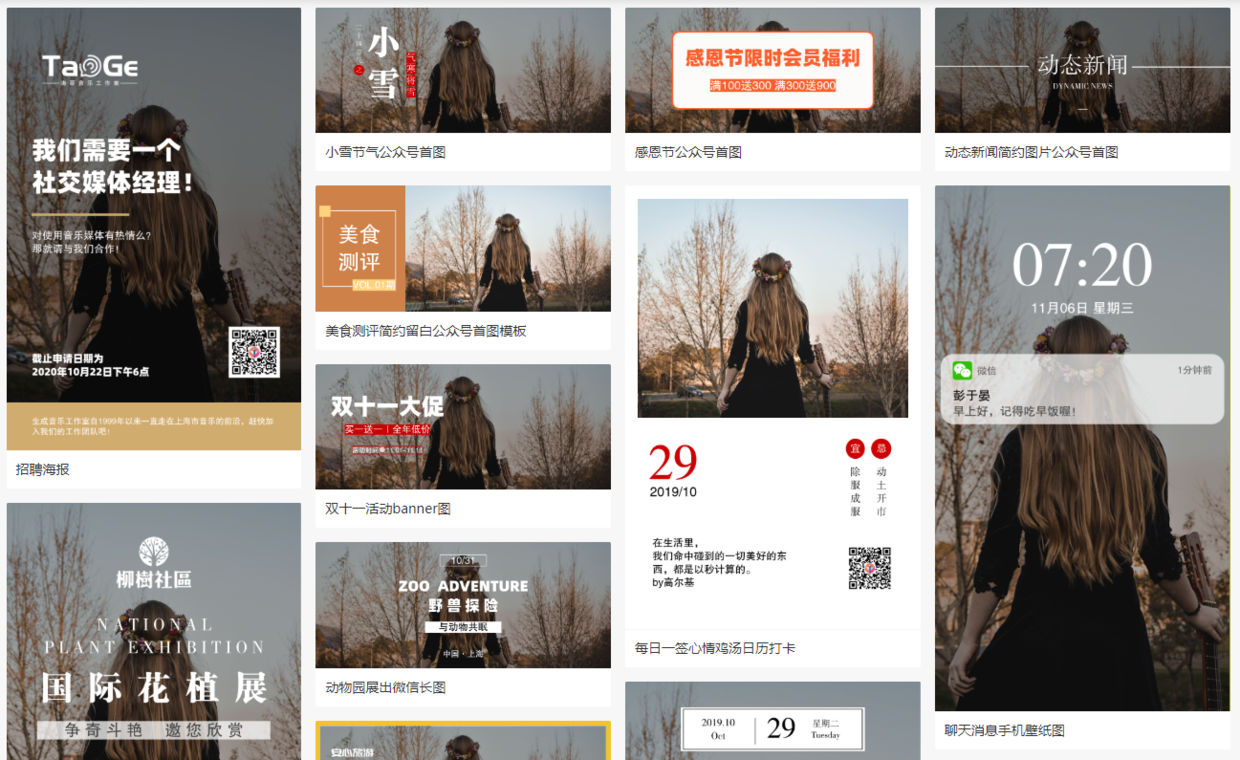 TaoGe
我们需要一个
社交媒体经理!
对使用音乐媒体有热情么?
那就请与我们合作!
截止申请日期为
2020年10月22日下午6点
生成音乐工作室自1999年以来一直走在上海市音乐的前沿，赶快加
入我们的工作团队吧!
招聘海报
柳樹社區
NATIONAL
PLANT EXHIBITION
国际花植展
争奇斗艳 邀您欣赏
小雪
气寒将雪
小雪节气公众号首图
美食
测评
VOL.01期
美食测评简约留白公众号首图模板
双十一大促
买一送一 | 全年低价
双十一活动banner图
10/31
ZOO ADVENTURE
野兽探险
与动物共眠
中国·上海
动物园展出微信长图
安心旅游
感恩节限时会员福利
满100送300 满300送900
感恩节公众号首图
29
2019/10
宜 忌
除服成服
动土开市
在生活里，
我们命中碰到的一切美好的东
西，都是以秒计算的。
by高尔基
每日一签心情鸡汤日历打卡
2019.10
Oct
29
星期二
Tuesday
动态新闻
DYNAMIC NEWS
动态新闻简约图片公众号首图
07:20
11月06日 星期三
微信
1分钟前
彭于晏
早上好，记得吃早饭喔!
聊天消息手机壁纸图